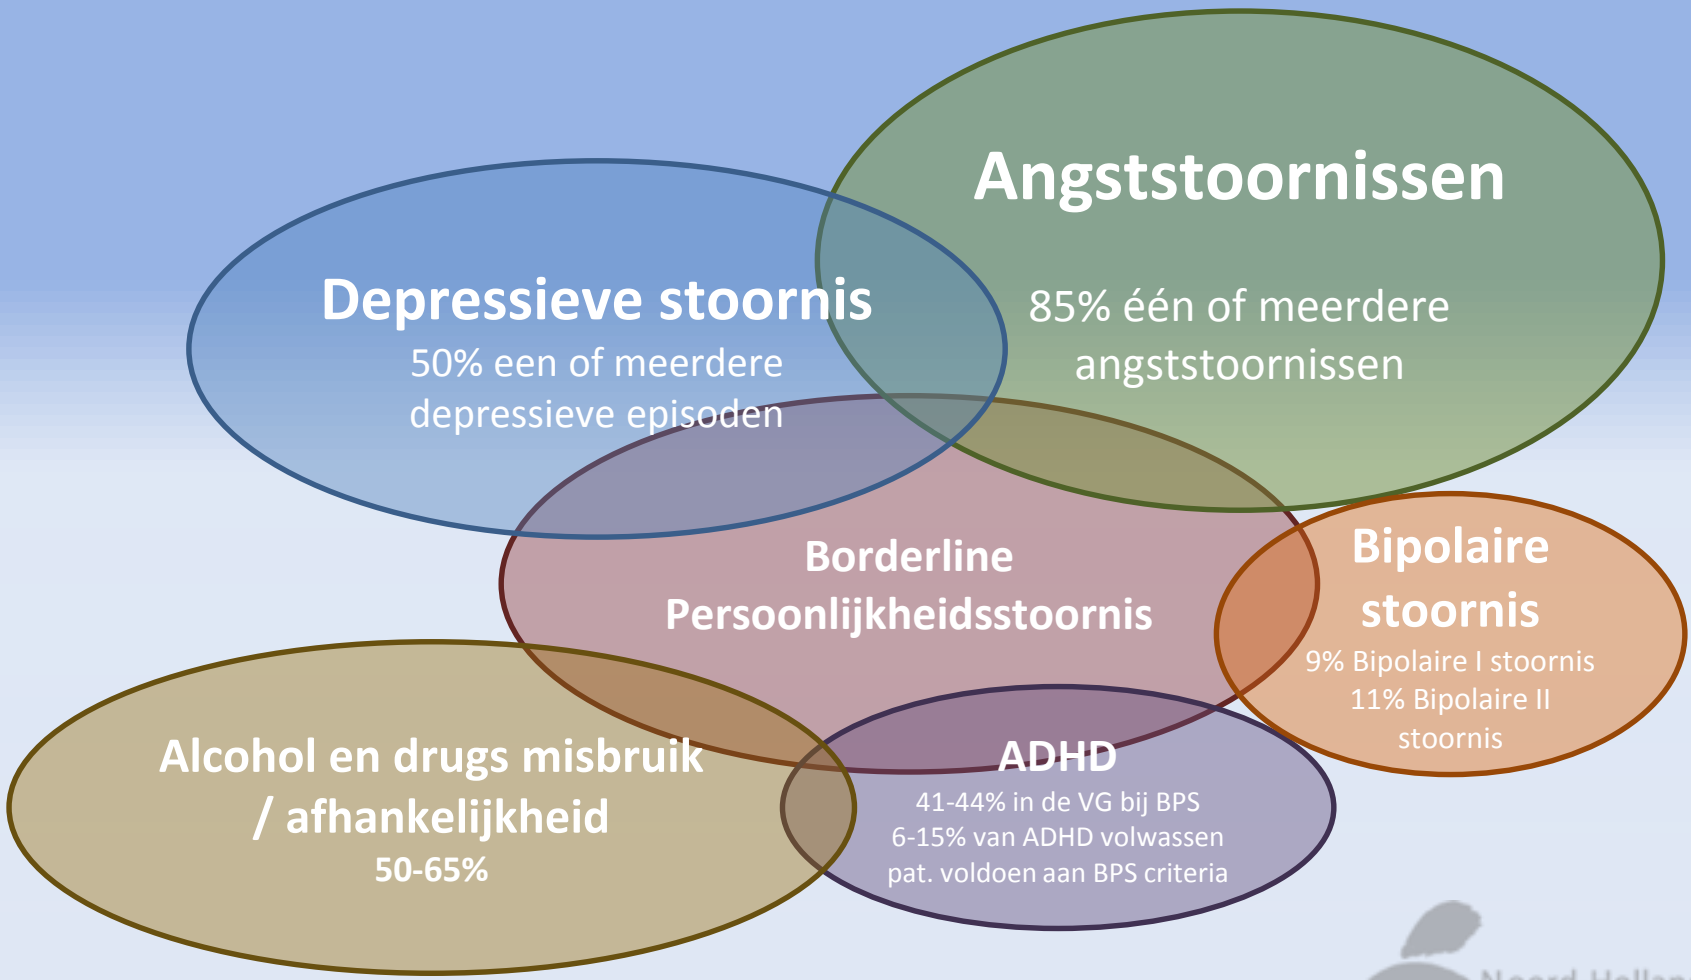 Angststoornissen
85% één of meerdere
angststoornissen
Depressieve stoornis
50% een of meerdere
depressieve episoden
Borderline
Persoonlijkheidsstoornis
Bipolaire
stoornis
9% Bipolaire I stoornis
11% Bipolaire II
stoornis
Alcohol en drugs misbruik
/ afhankelijkheid
50-65%
ADHD
41-44% in de VG bij BPS
6-15% van ADHD volwassen
pat. voldoen aan BPS criteria